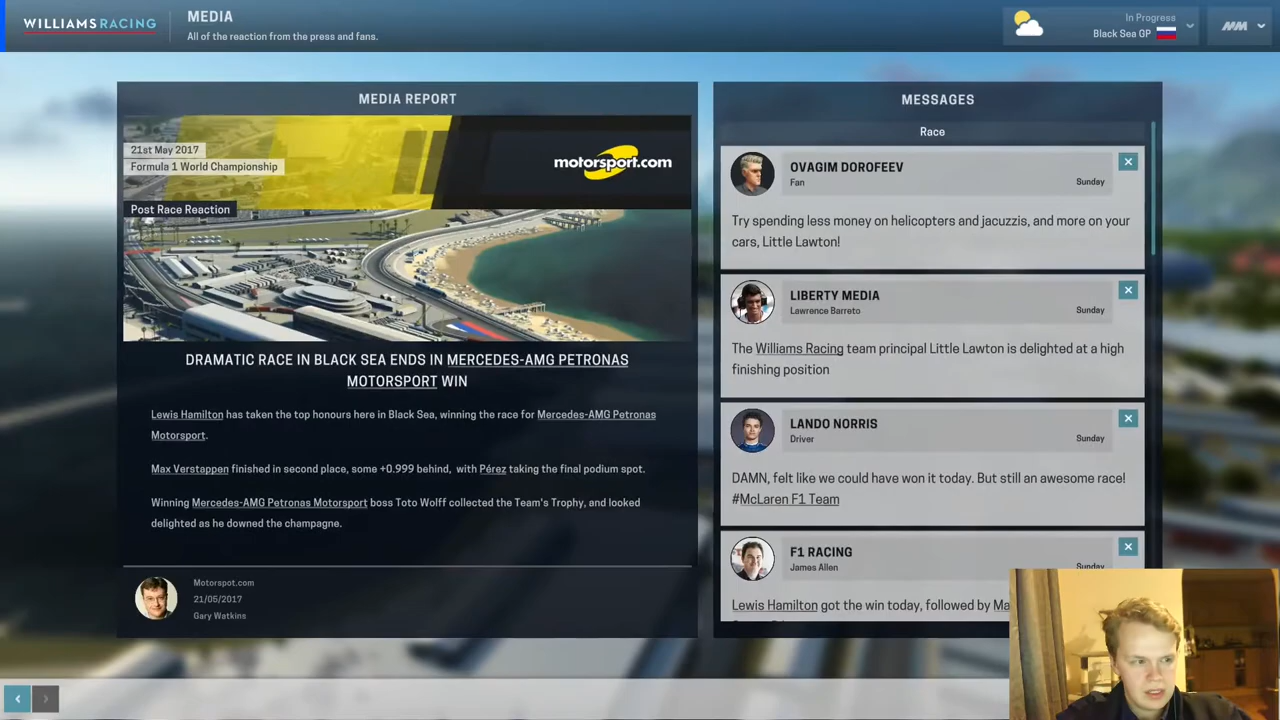 WILLIAMS RACING
MEDIA
All of the reaction from the press and fans.
In Progress
Black Sea GP
MEDIA REPORT
21st May 2017
Formula 1 World Championship
motorsport.com
Post Race Reaction
DRAMATIC RACE IN BLACK SEA ENDS IN MERCEDES-AMG PETRONAS
MOTORSPORT WIN
Lewis Hamilton has taken the top honours here in Black Sea, winning the race for Mercedes-AMG Petronas
Motorsport.
Max Verstappen finished in second place, some +0.999 behind, with Pérez taking the final podium spot.
Winning Mercedes-AMG Petronas Motorsport boss Toto Wolff collected the Team's Trophy, and looked
delighted as he downed the champagne.
Motorspot.com
21/05/2017
Gary Watkins
MESSAGES
Race
OVAGIM DOROFEEV
Fan
Sunday
Try spending less money on helicopters and jacuzzis, and more on your
cars, Little Lawton!
LIBERTY MEDIA
Lawrence Barreto
Sunday
The Williams Racing team principal Little Lawton is delighted at a high
finishing position
LANDO NORRIS
Driver
Sunday
DAMN, felt like we could have won it today. But still an awesome race!
#McLaren F1 Team
F1 RACING
James Allen
Sunday
Lewis Hamilton got the win today, followed by